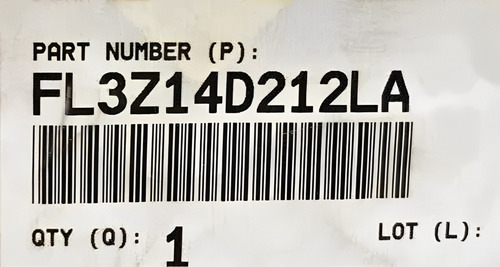 PART NUMBER (P):
FL3Z14D212LA
QTY (Q): 1
LOT (L):